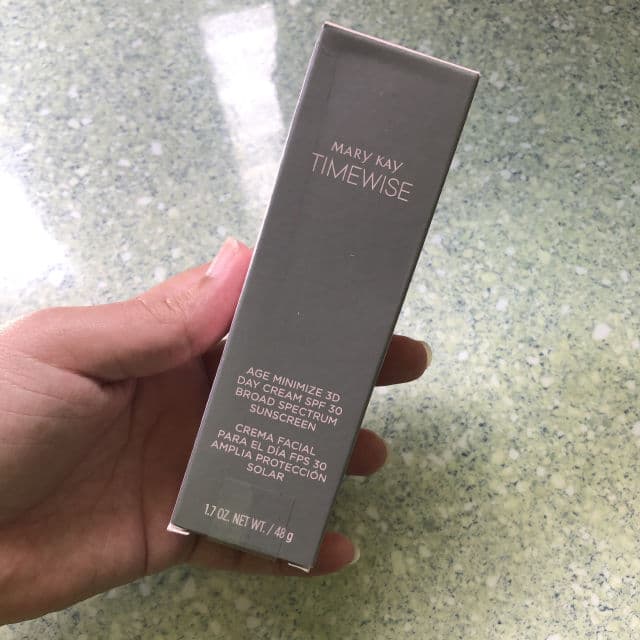 MARY KAY
TIMEWISE
AGE MINIMIZE 3D
DAY CREAM SPF 30
BROAD SPECTRUM
SUNSCREEN
CREMA FACIAL
PARA EL DÍA FPS 30
AMPLIA PROTECCIÓN
SOLAR
1.7 OZ. NET WT. / 48 g